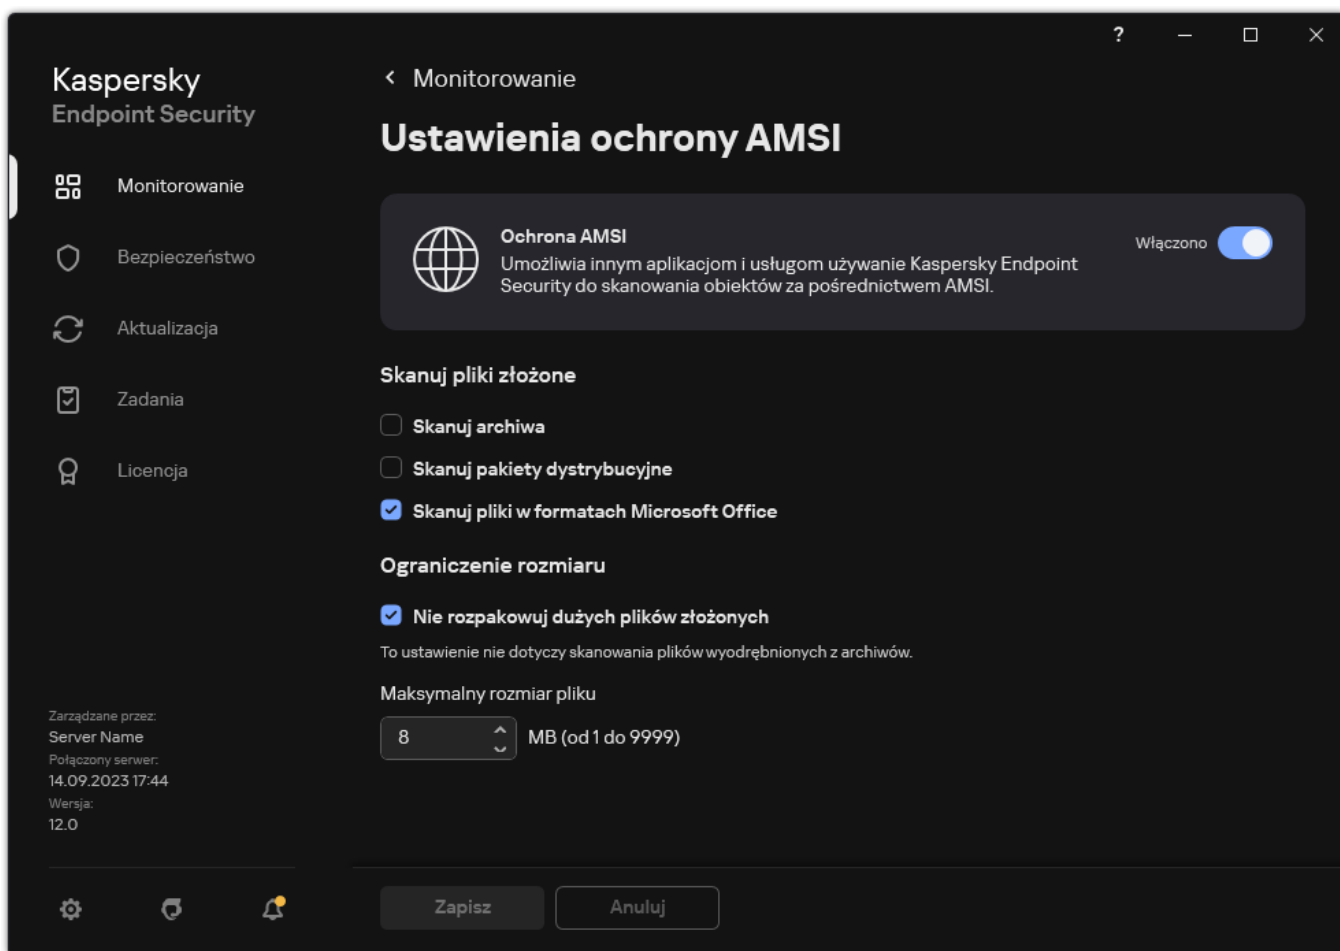 ?
Kaspersky
Endpoint Security
Monitorowanie
Bezpieczeństwo
Aktualizacja
Zadania
Licencja
Zarządzane przez:
Server Name
Połączony serwer:
14.09.2023 17:44
Wersja:
12.0
Monitorowanie
Ustawienia ochrony AMSI
Ochrona AMSI
Umożliwia innym aplikacjom i usługom używanie Kaspersky Endpoint
Security do skanowania obiektów za pośrednictwem AMSI.
Włączono
Skanuj pliki złożone
Skanuj archiwa
Skanuj pakiety dystrybucyjne
Skanuj pliki w formatach Microsoft Office
Ograniczenie rozmiaru
Nie rozpakowuj dużych plików złożonych
To ustawienie nie dotyczy skanowania plików wyodrębnionych z archiwów.
Maksymalny rozmiar pliku
8 MB (od 1 do 9999)
Zapisz
Anuluj